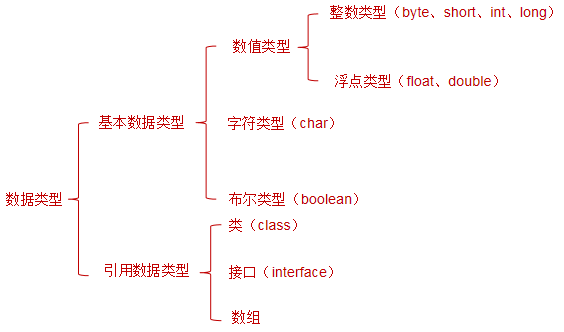 整数类型（byte、short、int、long）
数值类型
浮点类型（float、double）
基本数据类型
字符类型（char）
数据类型
布尔类型（boolean）
类（class）
引用数据类型
接口（interface）
数组